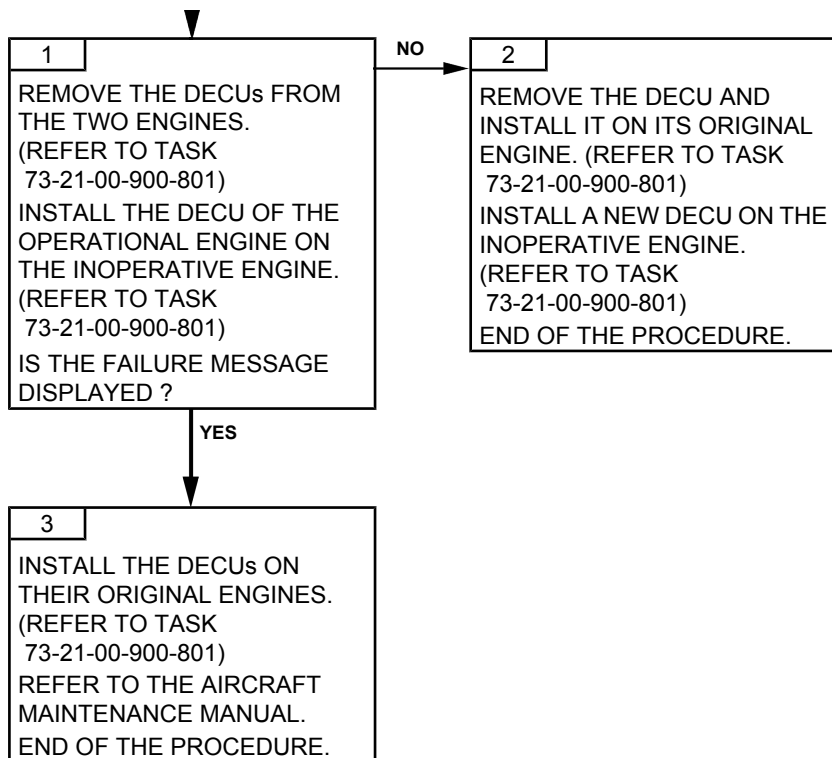 1
REMOVE THE DECUs FROM
THE TWO ENGINES.
(REFER TO TASK
73-21-00-900-801)
INSTALL THE DECU OF THE
OPERATIONAL ENGINE ON
THE INOPERATIVE ENGINE.
(REFER TO TASK
73-21-00-900-801)
IS THE FAILURE MESSAGE
DISPLAYED ?
NO
2
REMOVE THE DECU AND
INSTALL IT ON ITS ORIGINAL
ENGINE. (REFER TO TASK
73-21-00-900-801)
INSTALL A NEW DECU ON THE
INOPERATIVE ENGINE.
(REFER TO TASK
73-21-00-900-801)
END OF THE PROCEDURE.
YES
3
INSTALL THE DECUs ON
THEIR ORIGINAL ENGINES.
(REFER TO TASK
73-21-00-900-801)
REFER TO THE AIRCRAFT
MAINTENANCE MANUAL.
END OF THE PROCEDURE.